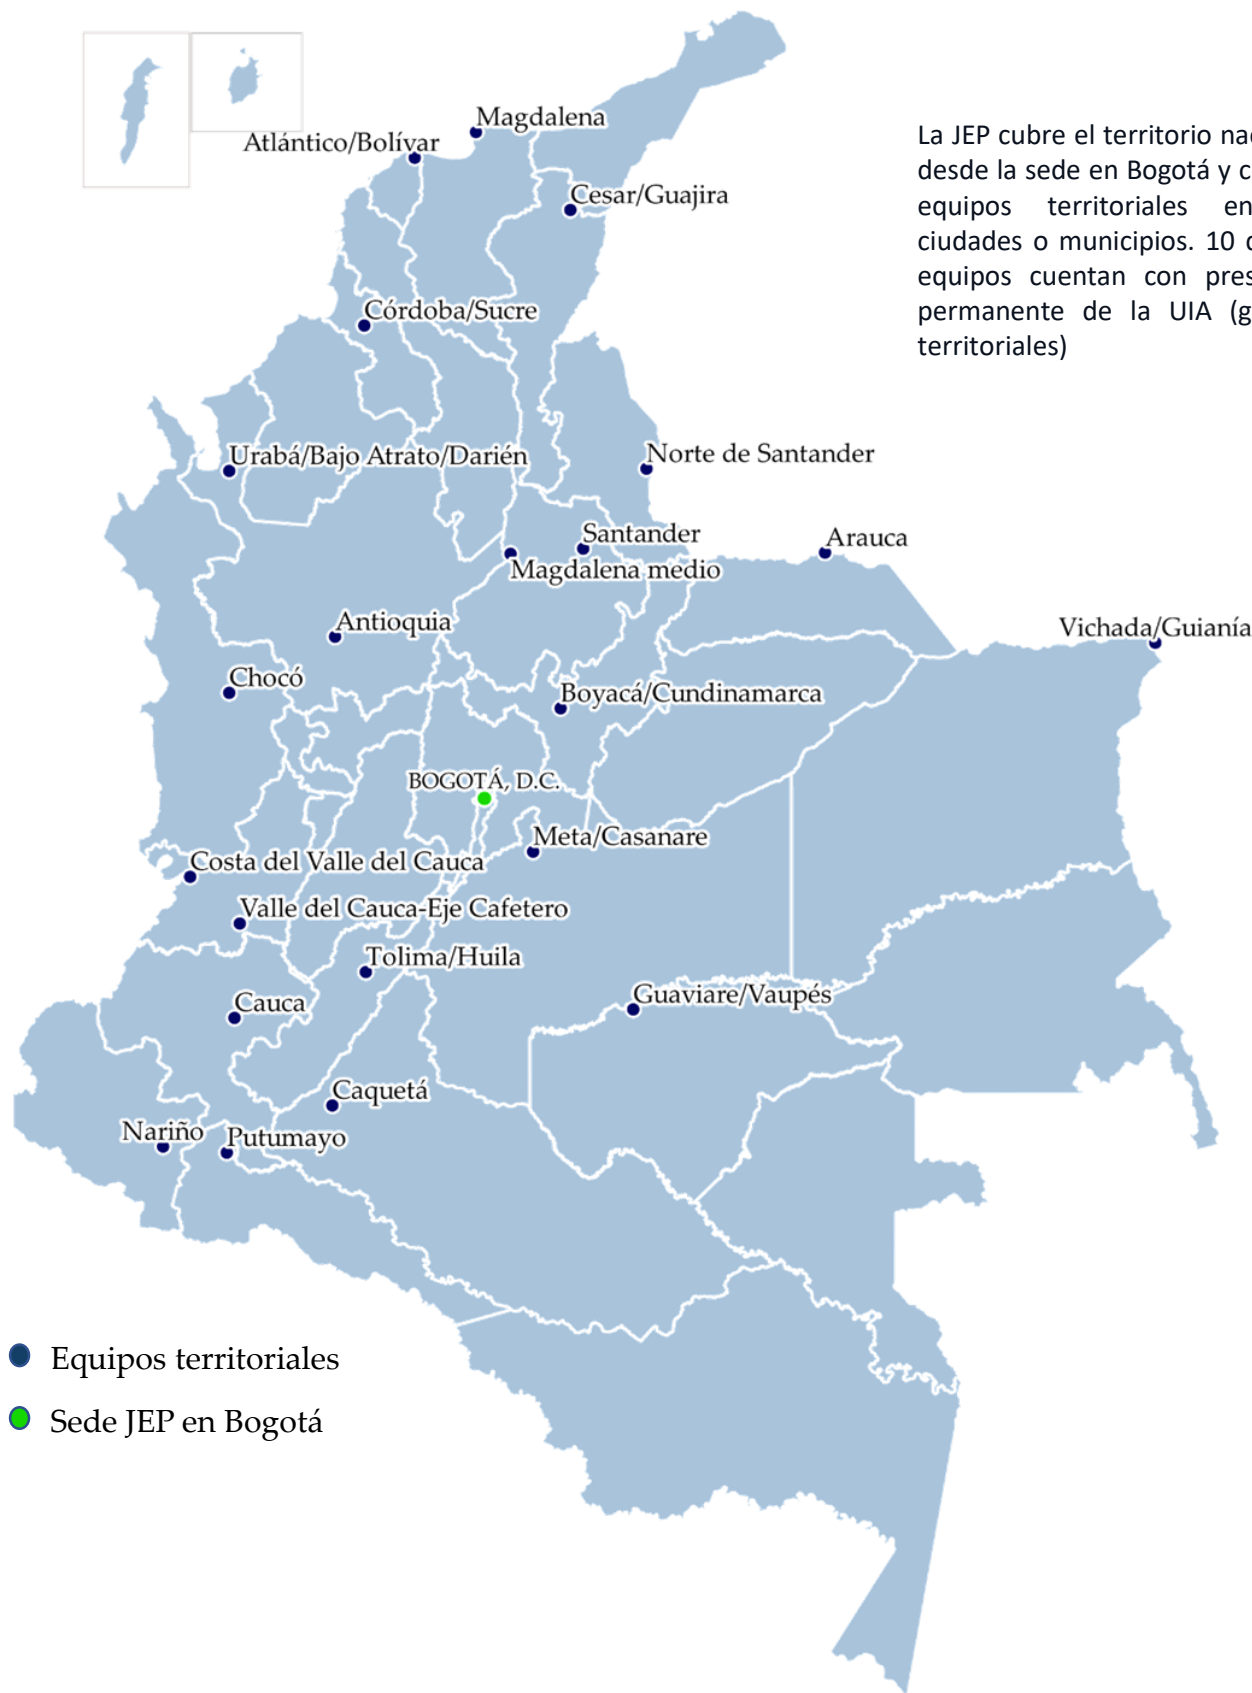 Magdalena
Atlántico/Bolívar
Cesar/Guajira
La JEP cubre el territorio
desde la sede en Bogotá y
equipos territoriales en
ciudades o municipios. 10
equipos cuentan con
permanente de la UIA
territoriales)
Córdoba/Sucre
Urabá/Bajo Atrato/Darién
Norte de Santander
Santander
Arauca
Magdalena medio
Antioquia
Vichada/Guianía
Chocó
Boyacá/Cundinamarca
BOGOTÁ, D.C.
Meta/Casanare
Costa del Valle del Cauca
Valle del Cauca-Eje Cafetero
Tolima/Huila
Guaviare/Vaupés
Cauca
Caquetá
Nariño
Putumayo
Equipos territoriales
Sede JEP en Bogotá